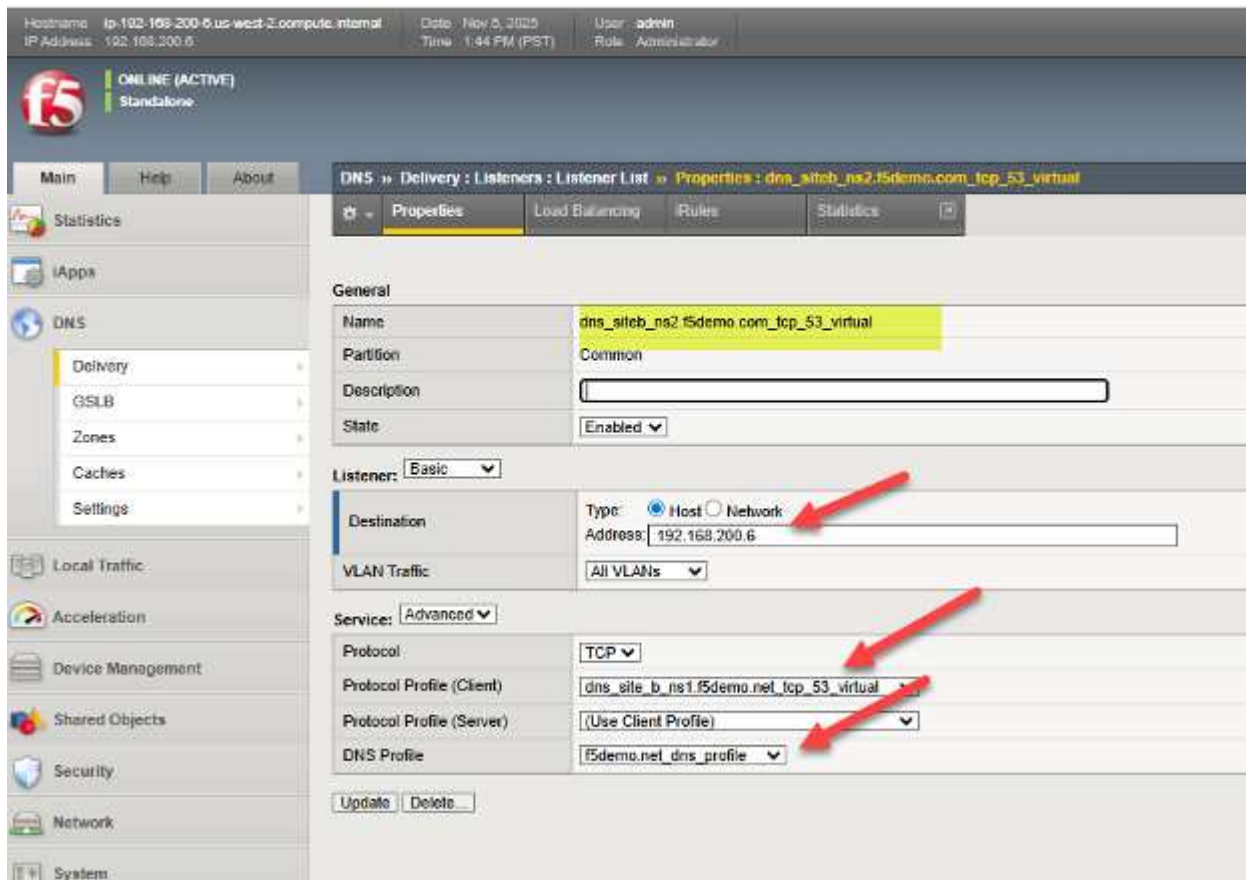 Hostname ip-192-168-200-6.us-west-2.compute.internal Date Nov 5, 2025 User admin
IP Address 192.168.200.6 Time 1:44 PM (PST) Role Administrator
f5
ONLINE (ACTIVE)
Standalone
Main Help About
DNS » Delivery : Listeners : Listener List » Properties : dns_siteb_ns2.f5demo.com_tcp_53_virtual
Properties Load Balancing iRules Statistics
Statistics
iApps
DNS
Delivery
GSLB
Zones
Caches
Settings
Local Traffic
Acceleration
Device Management
Shared Objects
Security
Network
System
General
Name dns_siteb_ns2.f5demo.com_tcp_53_virtual
Partition Common
Description
State Enabled
Listener: Basic
Destination Type: Host Network
Address: 192.168.200.6
VLAN Traffic All VLANs
Service: Advanced
Protocol TCP
Protocol Profile (Client) dns_site_b_ns1.f5demo.net_tcp_53_virtual
Protocol Profile (Server) (Use Client Profile)
DNS Profile f5demo.net_dns_profile
Update Delete...